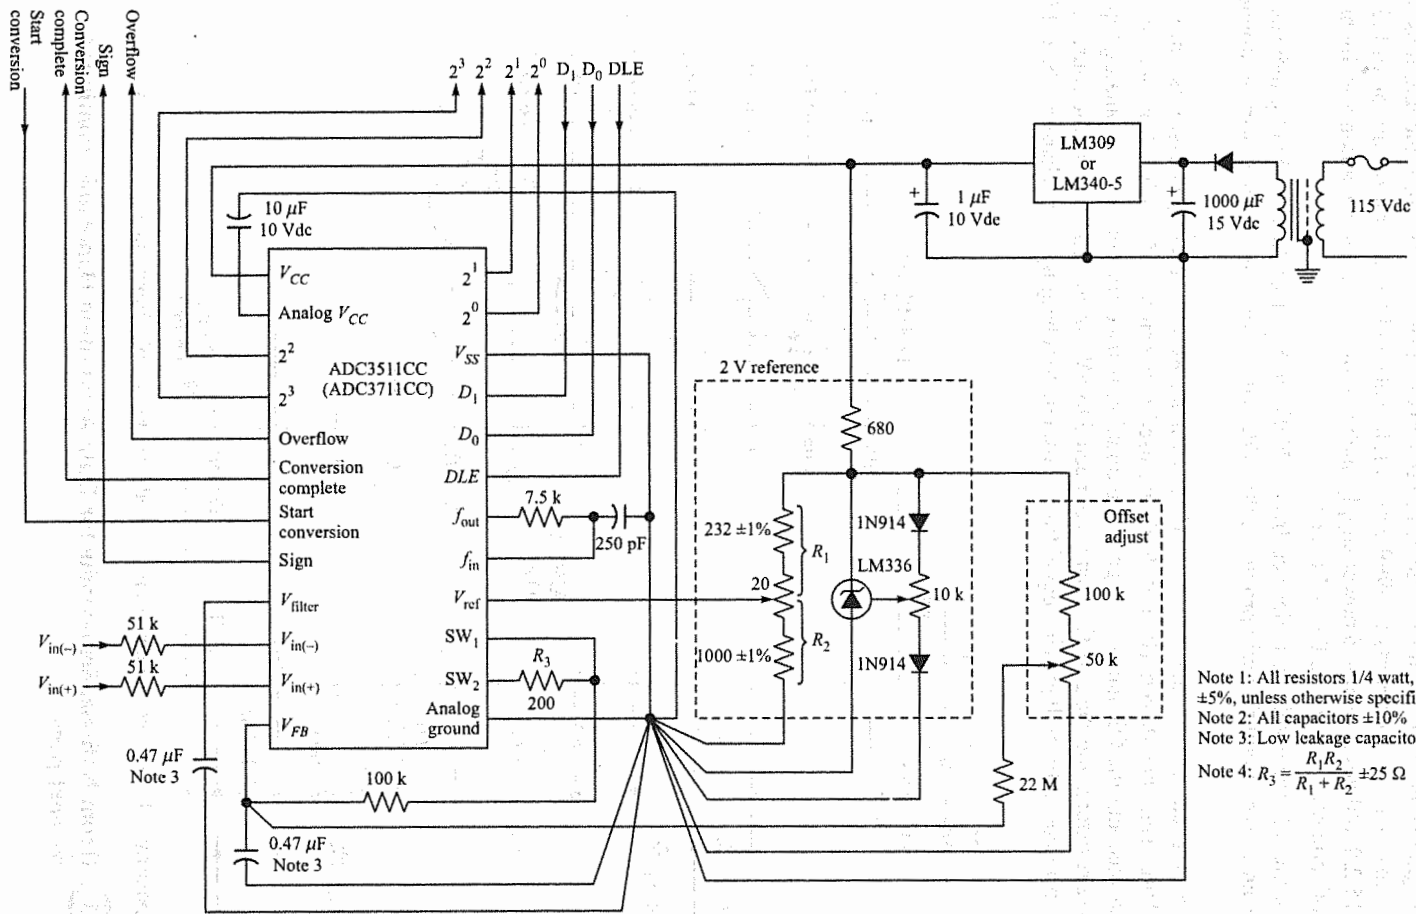 Start
conversion
Conversion
complete
Sign
Overflow
2³ 2² 2¹ 2⁰ D₁ D₀ DLE
LM309
or
LM340-5
1 μF
10 Vdc
1000 μF
15 Vdc
115 Vdc
10 μF
10 Vdc
V_CC
Analog V_CC
2²
2³
Overflow
Conversion
complete
Start
conversion
Sign
V_filter
V_in(−)
V_in(+)
V_FB
ADC3511CC
(ADC3711CC)
2¹
2⁰
V_SS
D₁
D₀
DLE
f_out
f_in
V_ref
SW₁
SW₂
Analog
ground
7.5 k
250 pF
R₃
200
V_in(−)
51 k
V_in(+)
51 k
0.47 μF
Note 3
100 k
0.47 μF
Note 3
2 V reference
680
232 ±1%
R₁
20
R₂
1000 ±1%
1N914
LM336
10 k
1N914
Offset
adjust
100 k
50 k
22 M
Note 1: All resistors 1/4 watt,
±5%, unless otherwise specifi
Note 2: All capacitors ±10%
Note 3: Low leakage capacito
Note 4: R₃ = R₁R₂ / R₁ + R₂ ±25 Ω